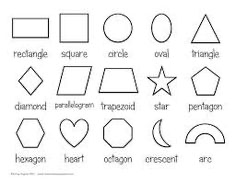 rectangle square circle oval triangle
diamond parallelogram trapezoid star pentagon
hexagon heart octagon crescent arc